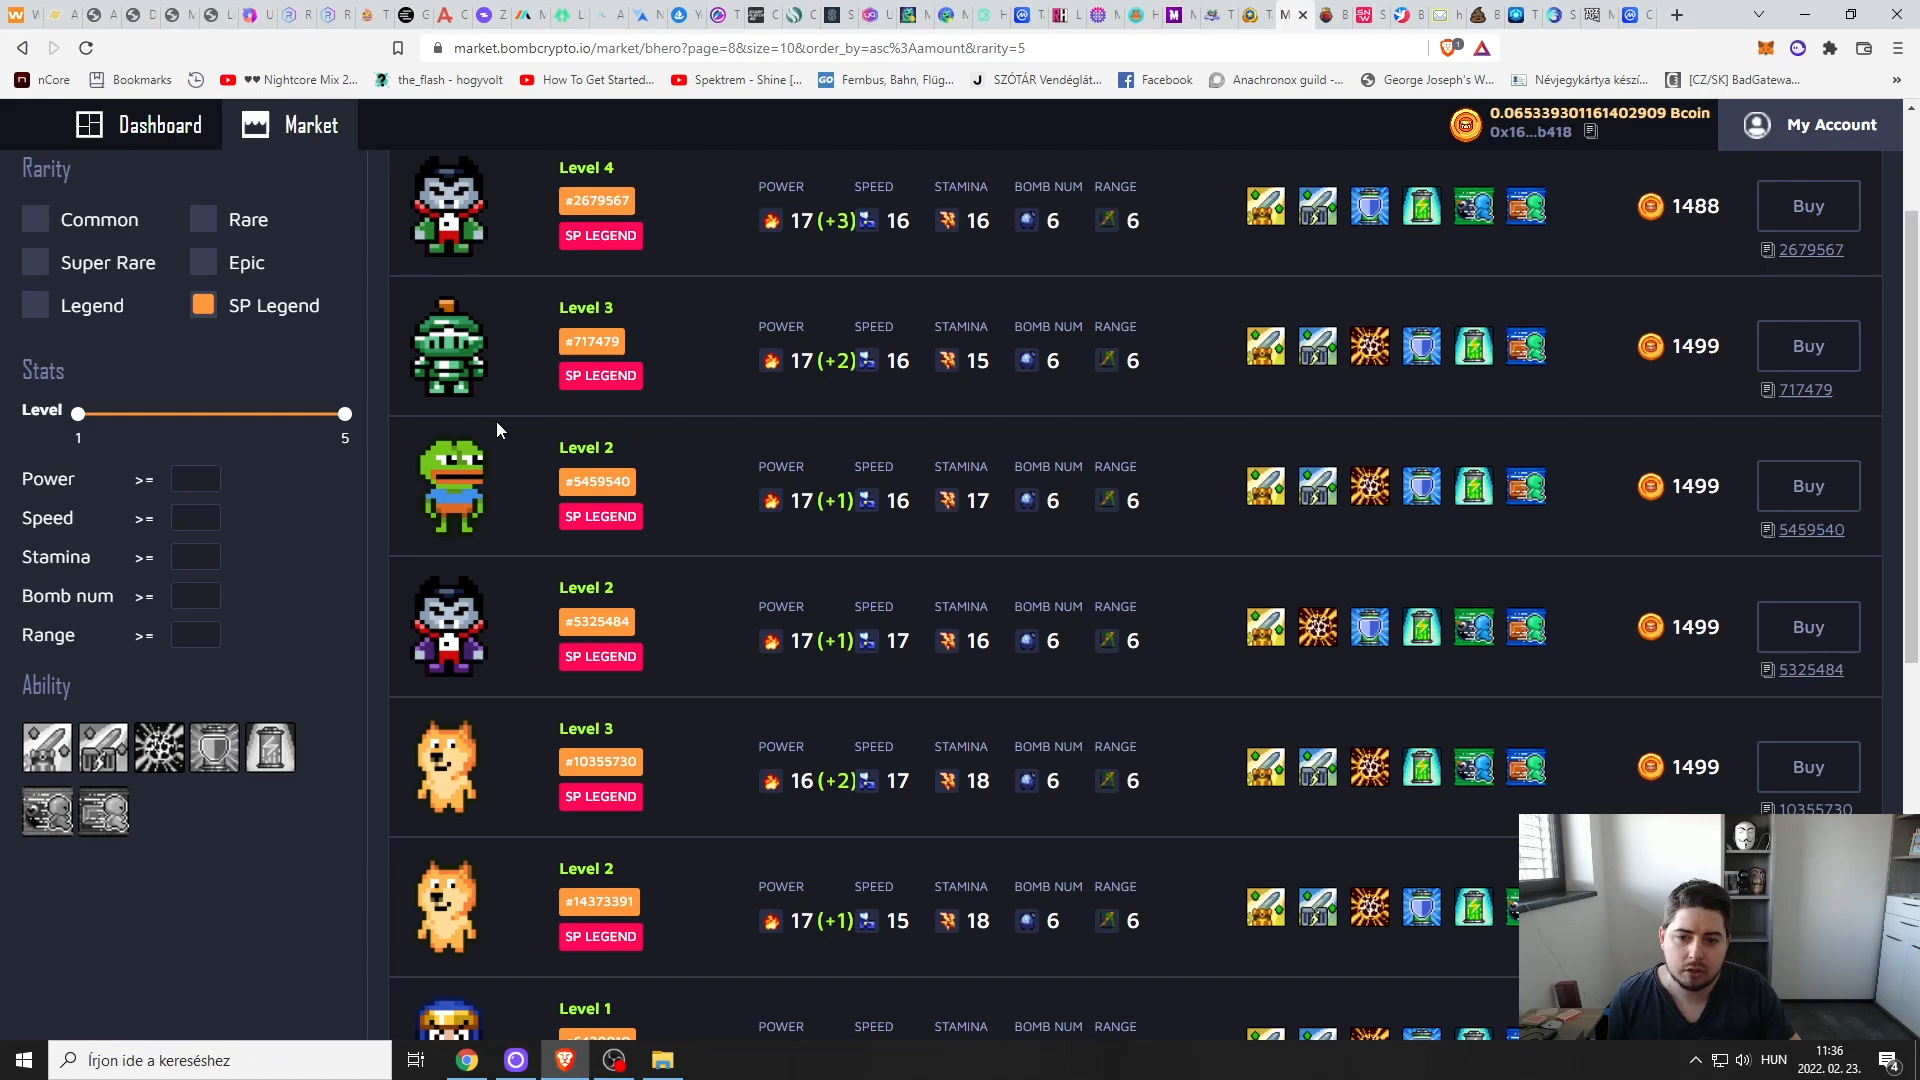 market.bombcrypto.io/market/bhero?page=8&size=10&order_by=asc%3Aamount&rarity=5
nCore
Bookmarks
♥♥ Nightcore Mix 2...
the_flash - hogyvolt
How To Get Started...
Spektrem - Shine [...
Fernbus, Bahn, Flüg...
SZÓTÁR Vendéglát...
Facebook
Anachronox guild -...
George Joseph's W...
Névjegykártya készí...
[CZ/SK] BadGatewa...
Dashboard
Market
0.065339301161402909 Bcoin
0x16...b418
My Account
Rarity
Common
Rare
Super Rare
Epic
Legend
SP Legend
Stats
Level
1
5
Power >=
Speed >=
Stamina >=
Bomb num >=
Range >=
Ability
Level 4
#2679567
SP LEGEND
POWER SPEED STAMINA BOMB NUM RANGE
17 (+3) 16 16 6 6
1488
Buy
2679567
Level 3
#717479
SP LEGEND
POWER SPEED STAMINA BOMB NUM RANGE
17 (+2) 16 15 6 6
1499
Buy
717479
Level 2
#5459540
SP LEGEND
POWER SPEED STAMINA BOMB NUM RANGE
17 (+1) 16 17 6 6
1499
Buy
5459540
Level 2
#5325484
SP LEGEND
POWER SPEED STAMINA BOMB NUM RANGE
17 (+1) 17 16 6 6
1499
Buy
5325484
Level 3
#10355730
SP LEGEND
POWER SPEED STAMINA BOMB NUM RANGE
16 (+2) 17 18 6 6
1499
Buy
10355730
Level 2
#14373391
SP LEGEND
POWER SPEED STAMINA BOMB NUM RANGE
17 (+1) 15 18 6 6
Level 1
POWER SPEED STAMINA BOMB NUM RANGE
Írjon ide a kereséshez
HUN
11:36
2022. 02. 23.
4